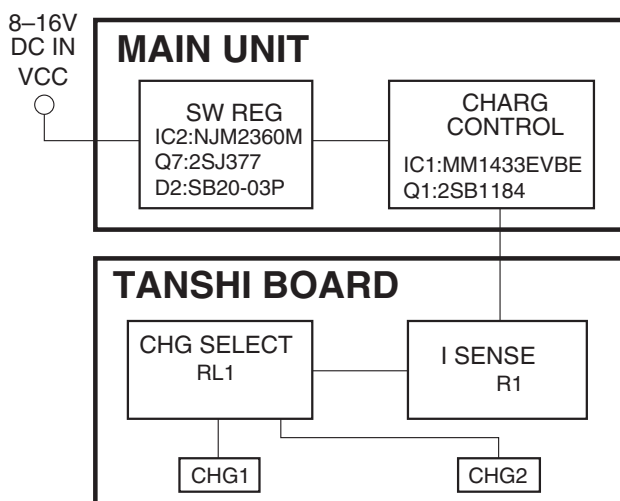 8–16V
DC IN
VCC
MAIN UNIT
SW REG
IC2:NJM2360M
Q7:2SJ377
D2:SB20-03P
CHARG
CONTROL
IC1:MM1433EVBE
Q1:2SB1184
TANSHI BOARD
CHG SELECT
RL1
I SENSE
R1
CHG1
CHG2